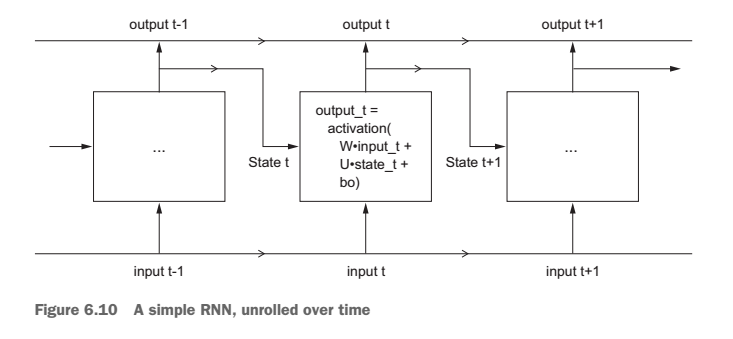 output t-1
output t
output t+1
...
output_t =
activation(
W•input_t +
U•state_t +
bo)
...
State t
State t+1
input t-1
input t
input t+1
Figure 6.10 A simple RNN, unrolled over time